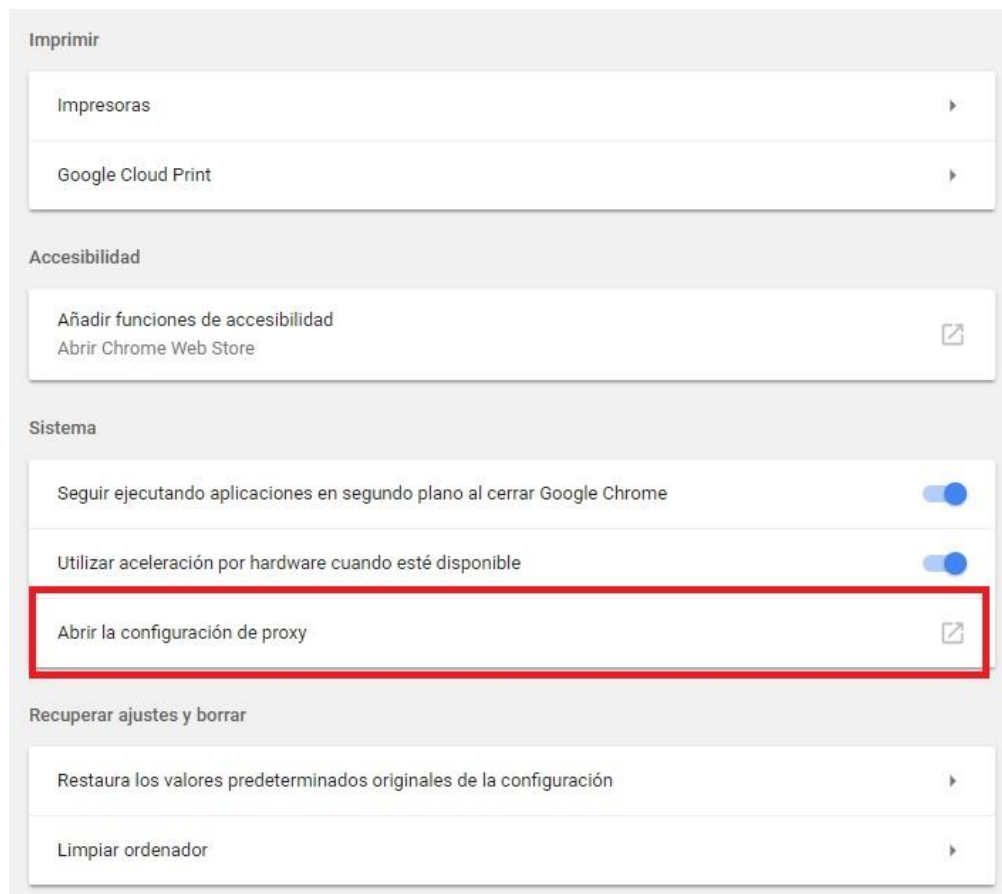 Imprimir
Impresoras
Google Cloud Print
Accesibilidad
Añadir funciones de accesibilidad
Abrir Chrome Web Store
Sistema
Seguir ejecutando aplicaciones en segundo plano al cerrar Google Chrome
Utilizar aceleración por hardware cuando esté disponible
Abrir la configuración de proxy
Recuperar ajustes y borrar
Restaura los valores predeterminados originales de la configuración
Limpiar ordenador